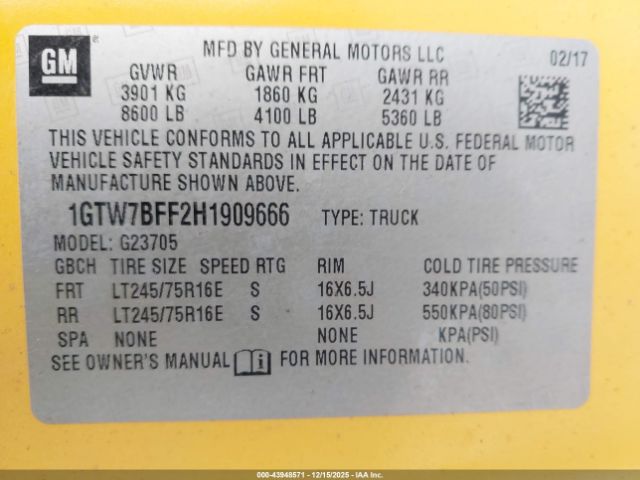 GM
MFD BY GENERAL MOTORS LLC 02/17
GVWR GAWR FRT GAWR RR
3901 KG 1860 KG 2431 KG
8600 LB 4100 LB 5360 LB
THIS VEHICLE CONFORMS TO ALL APPLICABLE U.S. FEDERAL MOTOR
VEHICLE SAFETY STANDARDS IN EFFECT ON THE DATE OF
MANUFACTURE SHOWN ABOVE.
1GTW7BFF2H1909666 TYPE: TRUCK
MODEL: G23705
GBCH TIRE SIZE SPEED RTG RIM COLD TIRE PRESSURE
FRT LT245/75R16E S 16X6.5J 340KPA(50PSI)
RR LT245/75R16E S 16X6.5J 550KPA(80PSI)
SPA NONE NONE KPA(PSI)
SEE OWNER'S MANUAL FOR MORE INFORMATION.
000-43948571 - 12/15/2025 - IAAI.COM